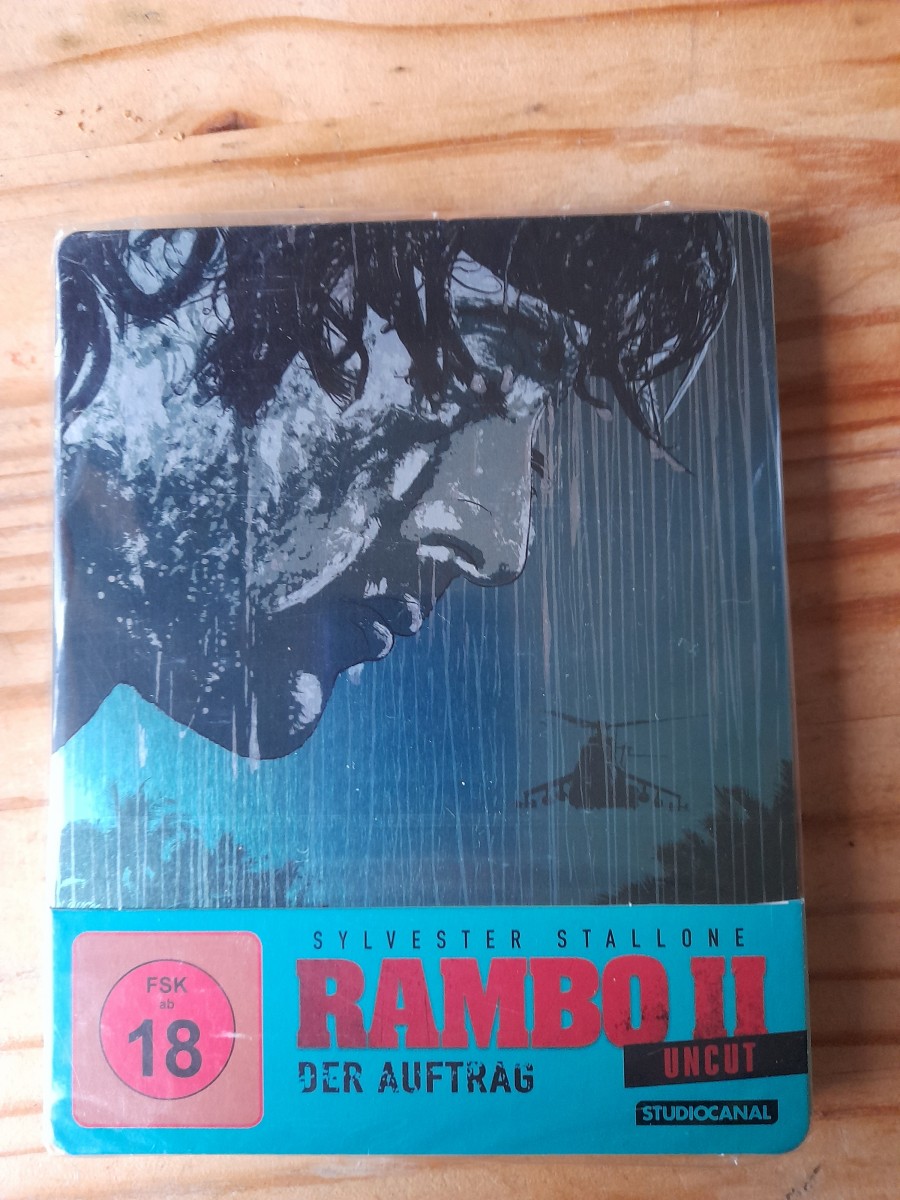 SYLVESTER STALLONE
RAMBO II
UNCUT
DER AUFTRAG
STUDIOCANAL
FSK
ab
18